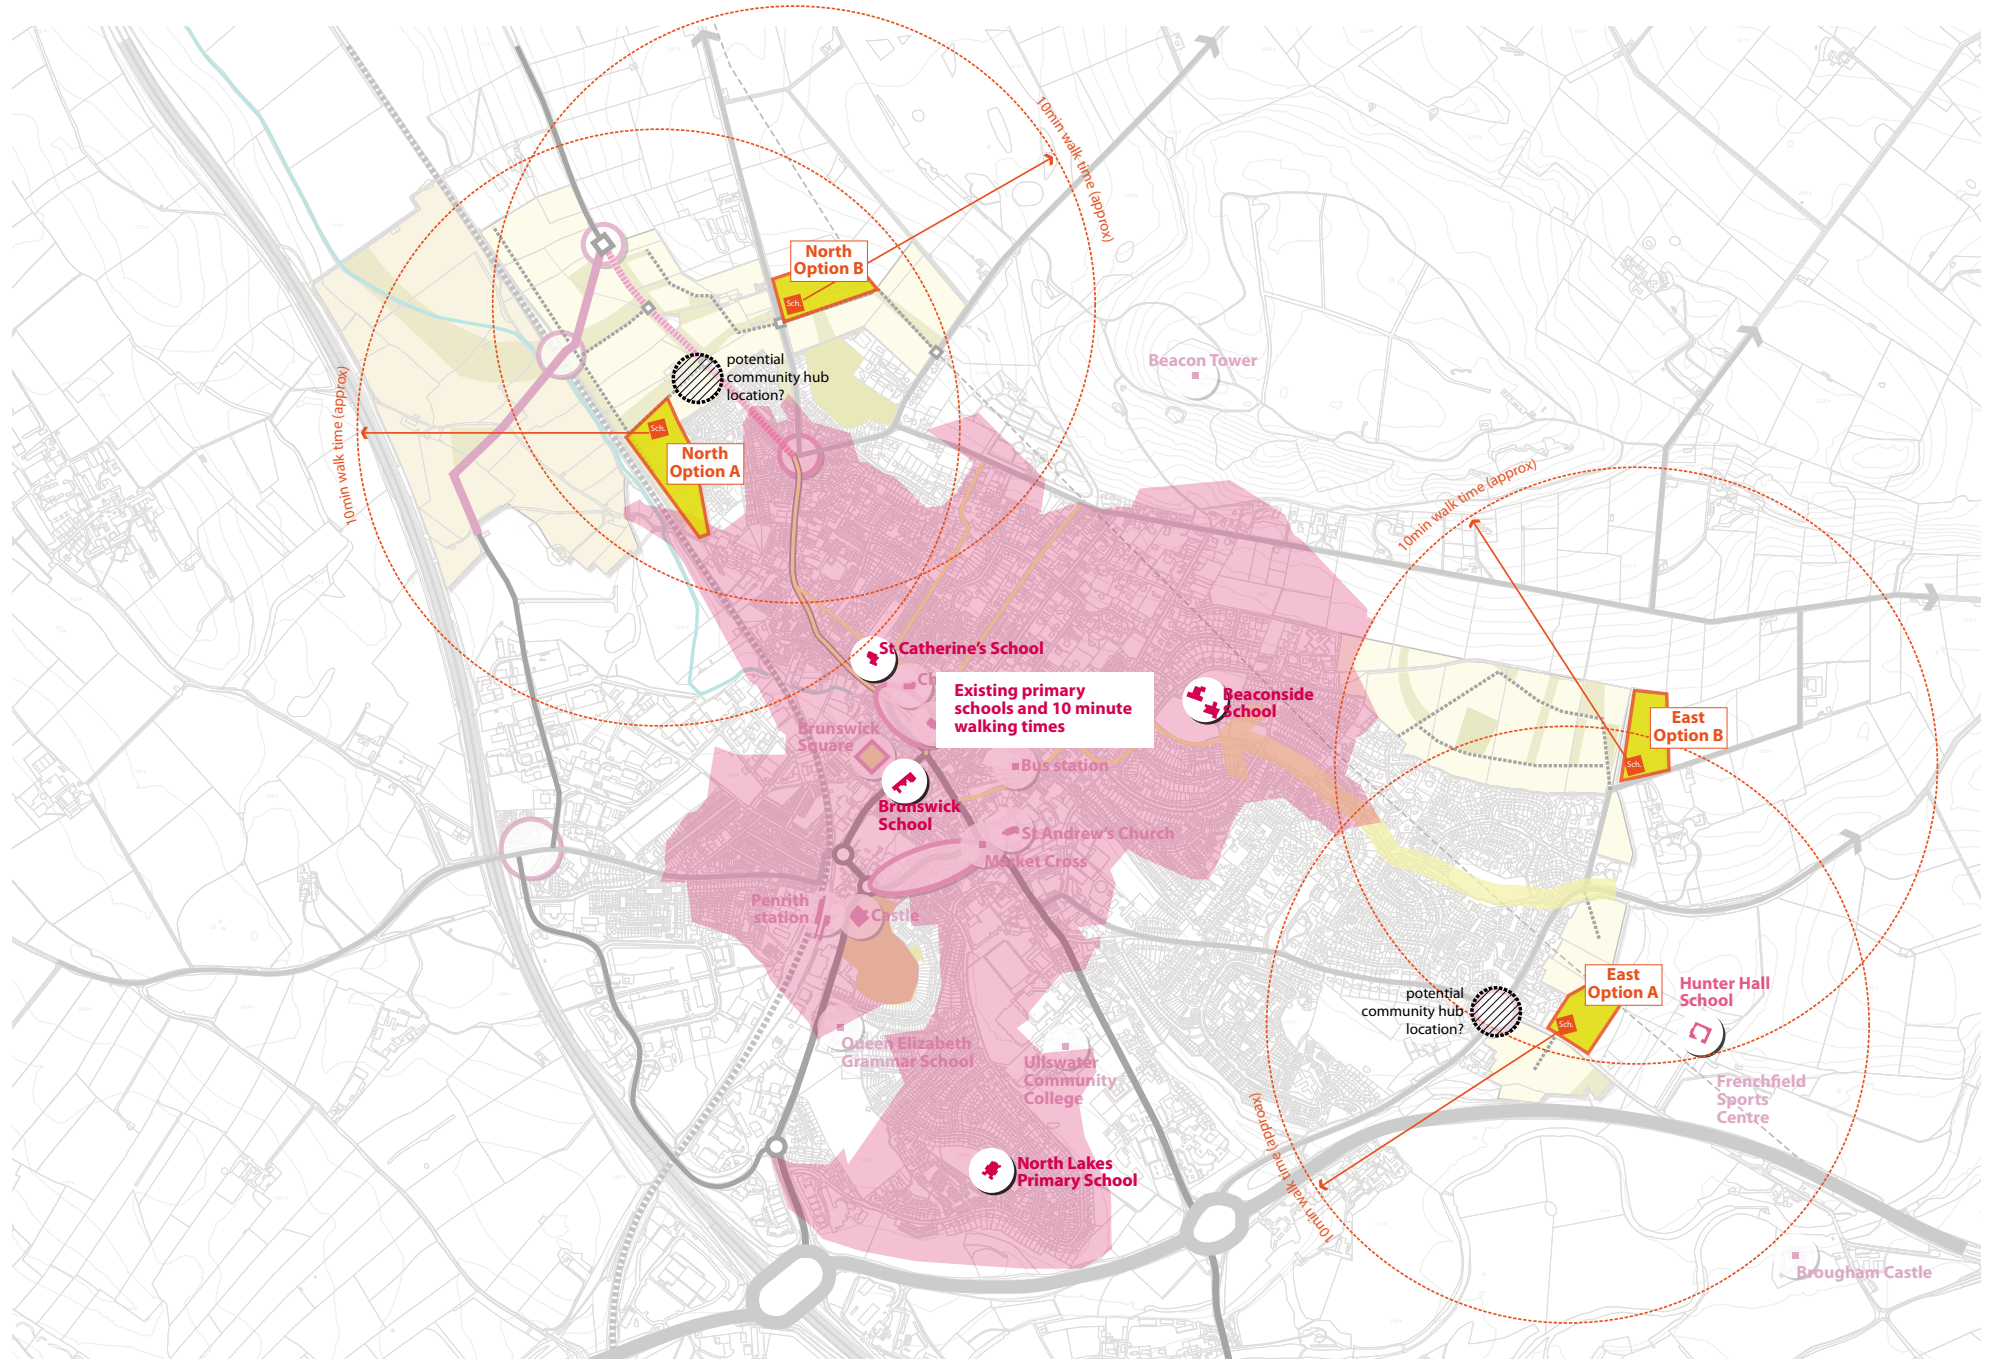 10min walk time (approx)
North
Option B
Sch.
potential
community hub
location?
Beacon Tower
10min walk time (approx)
Sch.
North
Option A
10min walk time (approx)
St Catherine's School
Ch
Existing primary
schools and 10 minute
walking times
Beaconside
School
East
Option B
Sch.
Brunswick
Square
Bus station
Brunswick
School
St Andrew's Church
Market Cross
Penrith
station
Castle
East
Option A
Sch.
Hunter Hall
School
potential
community hub
location?
Queen Elizabeth
Grammar School
Ullswater
Community
College
Frenchfield
Sports
Centre
10min walk time (approax)
North Lakes
Primary School
Brougham Castle